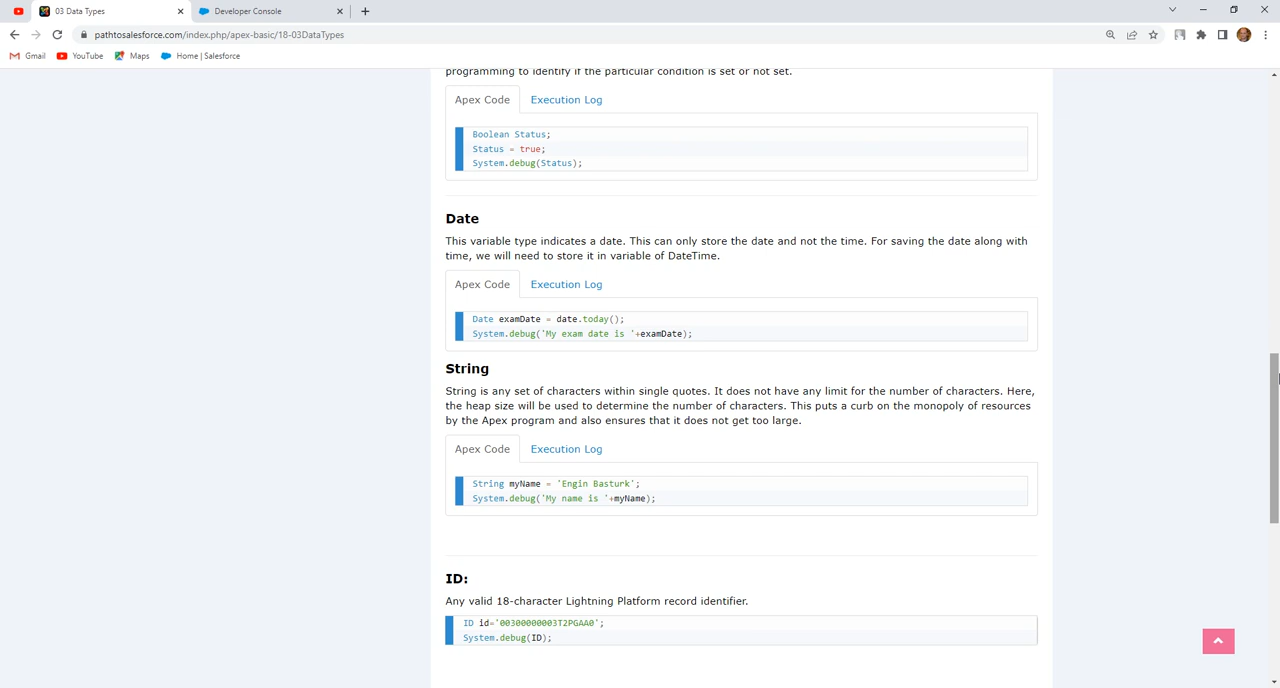 03 Data Types
Developer Console
pathtosalesforce.com/index.php/apex-basic/18-03DataTypes
Gmail
YouTube
Maps
Home | Salesforce
programming to identify if the particular condition is set or not set.
Apex Code
Execution Log
Boolean Status;
Status = true;
System.debug(Status);
Date
This variable type indicates a date. This can only store the date and not the time. For saving the date along with
time, we will need to store it in variable of DateTime.
Apex Code
Execution Log
Date examDate = date.today();
System.debug('My exam date is '+examDate);
String
String is any set of characters within single quotes. It does not have any limit for the number of characters. Here,
the heap size will be used to determine the number of characters. This puts a curb on the monopoly of resources
by the Apex program and also ensures that it does not get too large.
Apex Code
Execution Log
String myName = 'Engin Basturk';
System.debug('My name is '+myName);
ID:
Any valid 18-character Lightning Platform record identifier.
ID id='00300000003T2PGAA0';
System.debug(ID);